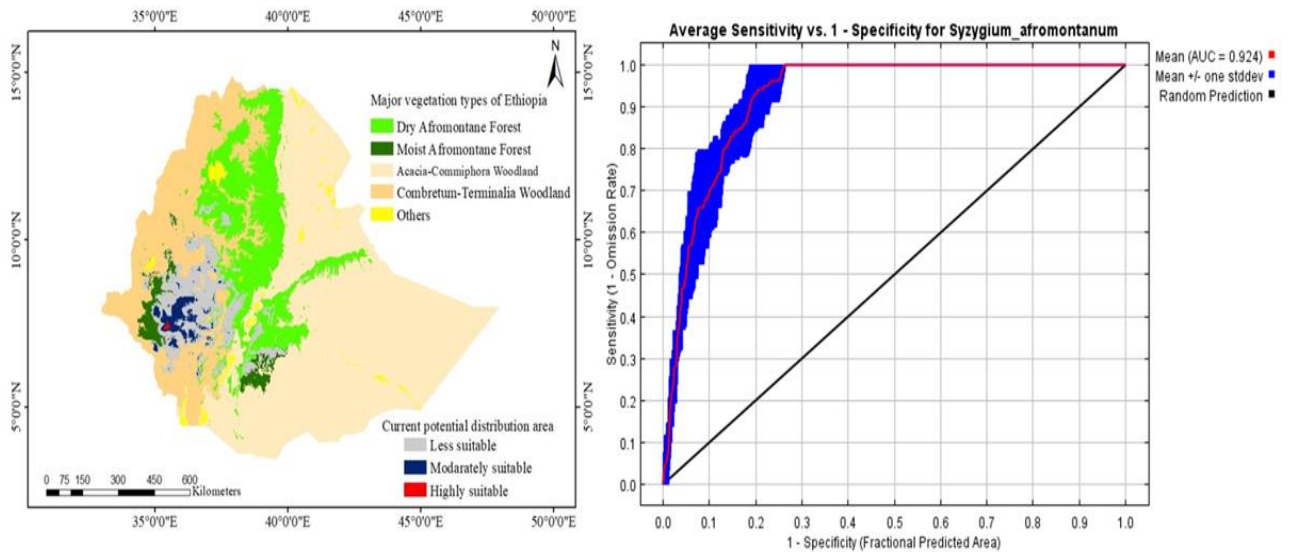 35°0'0"E 40°0'0"E 45°0'0"E 50°0'0"E
N
15°0'0"N
10°0'0"N
5°0'0"N
15°0'0"N
10°0'0"N
5°0'0"N
Major vegetation types of Ethiopia
Dry Afromontane Forest
Moist Afromontane Forest
Acacia-Commiphora Woodland
Combretum-Terminalia Woodland
Others
Current potential distribution area
Less suitable
Modarately suitable
Highly suitable
0 75 150 300 450 600
Kilometers
35°0'0"E 40°0'0"E 45°0'0"E 50°0'0"E
Average Sensitivity vs. 1 - Specificity for Syzygium_afromontanum
Mean (AUC = 0.924)
Mean +/- one stddev
Random Prediction
Sensitivity (1 - Omission Rate)
1.0
0.9
0.8
0.7
0.6
0.5
0.4
0.3
0.2
0.1
0.0
0.0 0.1 0.2 0.3 0.4 0.5 0.6 0.7 0.8 0.9 1.0
1 - Specificity (Fractional Predicted Area)